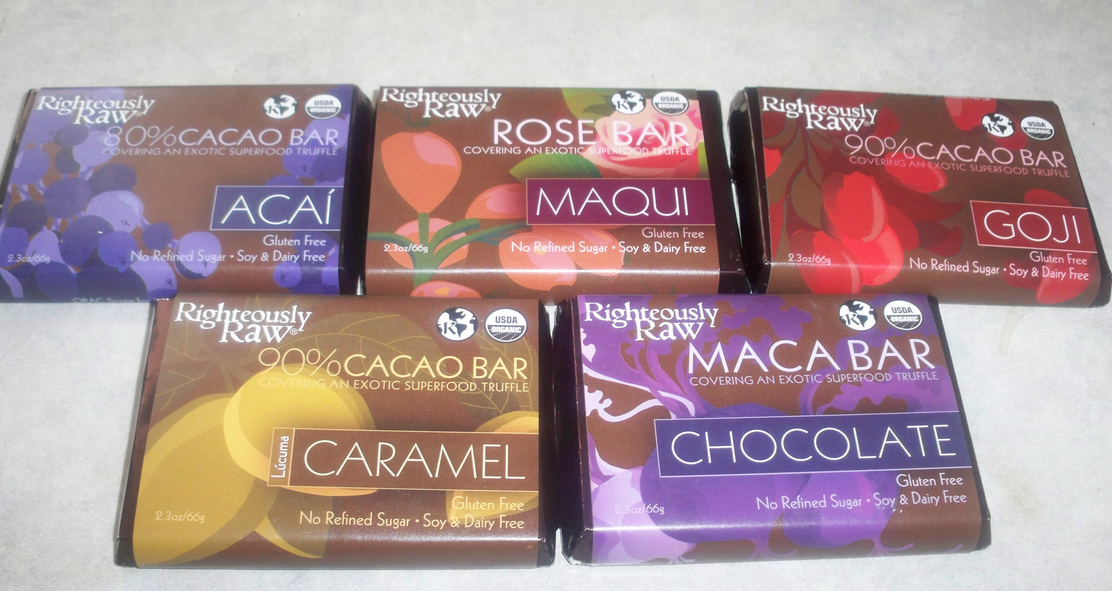 Righteously
Raw
USDA
ORGANIC
80% CACAO BAR
COVERING AN EXOTIC SUPERFOOD TRUFFLE
ACAÍ
Gluten Free
No Refined Sugar • Soy & Dairy Free
Righteously
Raw
K
USDA
ORGANIC
ROSE BAR
COVERING AN EXOTIC SUPERFOOD TRUFFLE
MAQUI
Gluten Free
2.3oz/66g
No Refined Sugar • Soy & Dairy Free
Righteously
Raw
K
USDA
ORGANIC
90% CACAO BAR
COVERING AN EXOTIC SUPERFOOD TRUFFLE
GOJI
Gluten Free
2.3oz/66g
No Refined Sugar • Soy & Dairy Free
Righteously
Raw®
K
USDA
ORGANIC
90% CACAO BAR
COVERING AN EXOTIC SUPERFOOD TRUFFLE
Lúcuma
CARAMEL
Gluten Free
2.3oz/66g
No Refined Sugar • Soy & Dairy Free
Righteously
Raw
K
USDA
ORGANIC
MACA BAR
COVERING AN EXOTIC SUPERFOOD TRUFFLE
CHOCOLATE
Gluten Free
2.3oz/66g
No Refined Sugar • Soy & Dairy Free